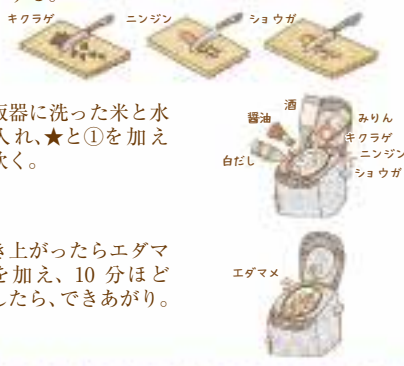 キクラゲ
ニンジン
ショウガ
飯器に洗った米と水
入れ、★と①を加え
炊く。
酒
醤油
みりん
白だし
キクラゲ
ニンジン
ショウガ
き上がったらエダマ
を加え、10 分ほど
したら、できあがり。
エダマメ